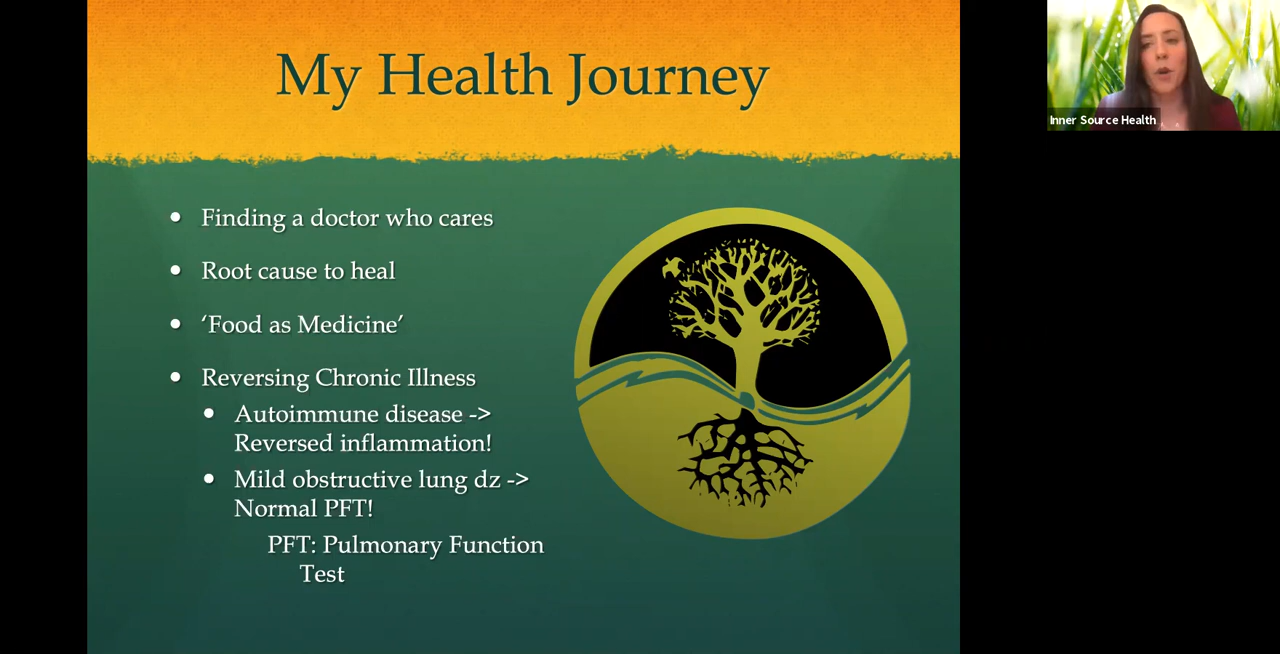 My Health Journey
Inner Source Health
• Finding a doctor who cares
• Root cause to heal
• ‘Food as Medicine’
• Reversing Chronic Illness
• Autoimmune disease ->
Reversed inflammation!
• Mild obstructive lung dz ->
Normal PFT!
PFT: Pulmonary Function
Test